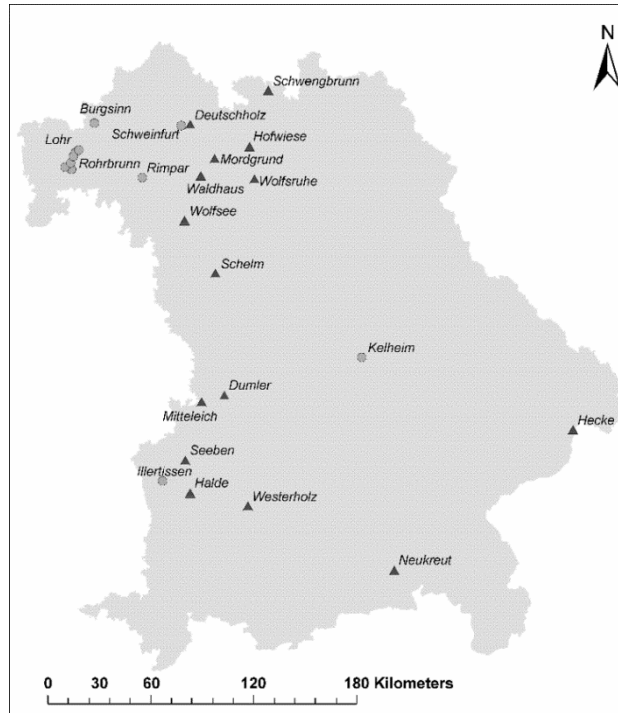 N
Schwengbrunn
Burgsinn
Deutschholz
Schweinfurt
Hofwiese
Lohr
Mordgrund
Rohrbrunn
Rimpar
Wolfsruhe
Waldhaus
Wolfsee
Schelm
Kelheim
Dumler
Mitteleich
Hecke
Seeben
Illertissen
Halde
Westerholz
Neukreut
0 30 60 120 180 Kilometers